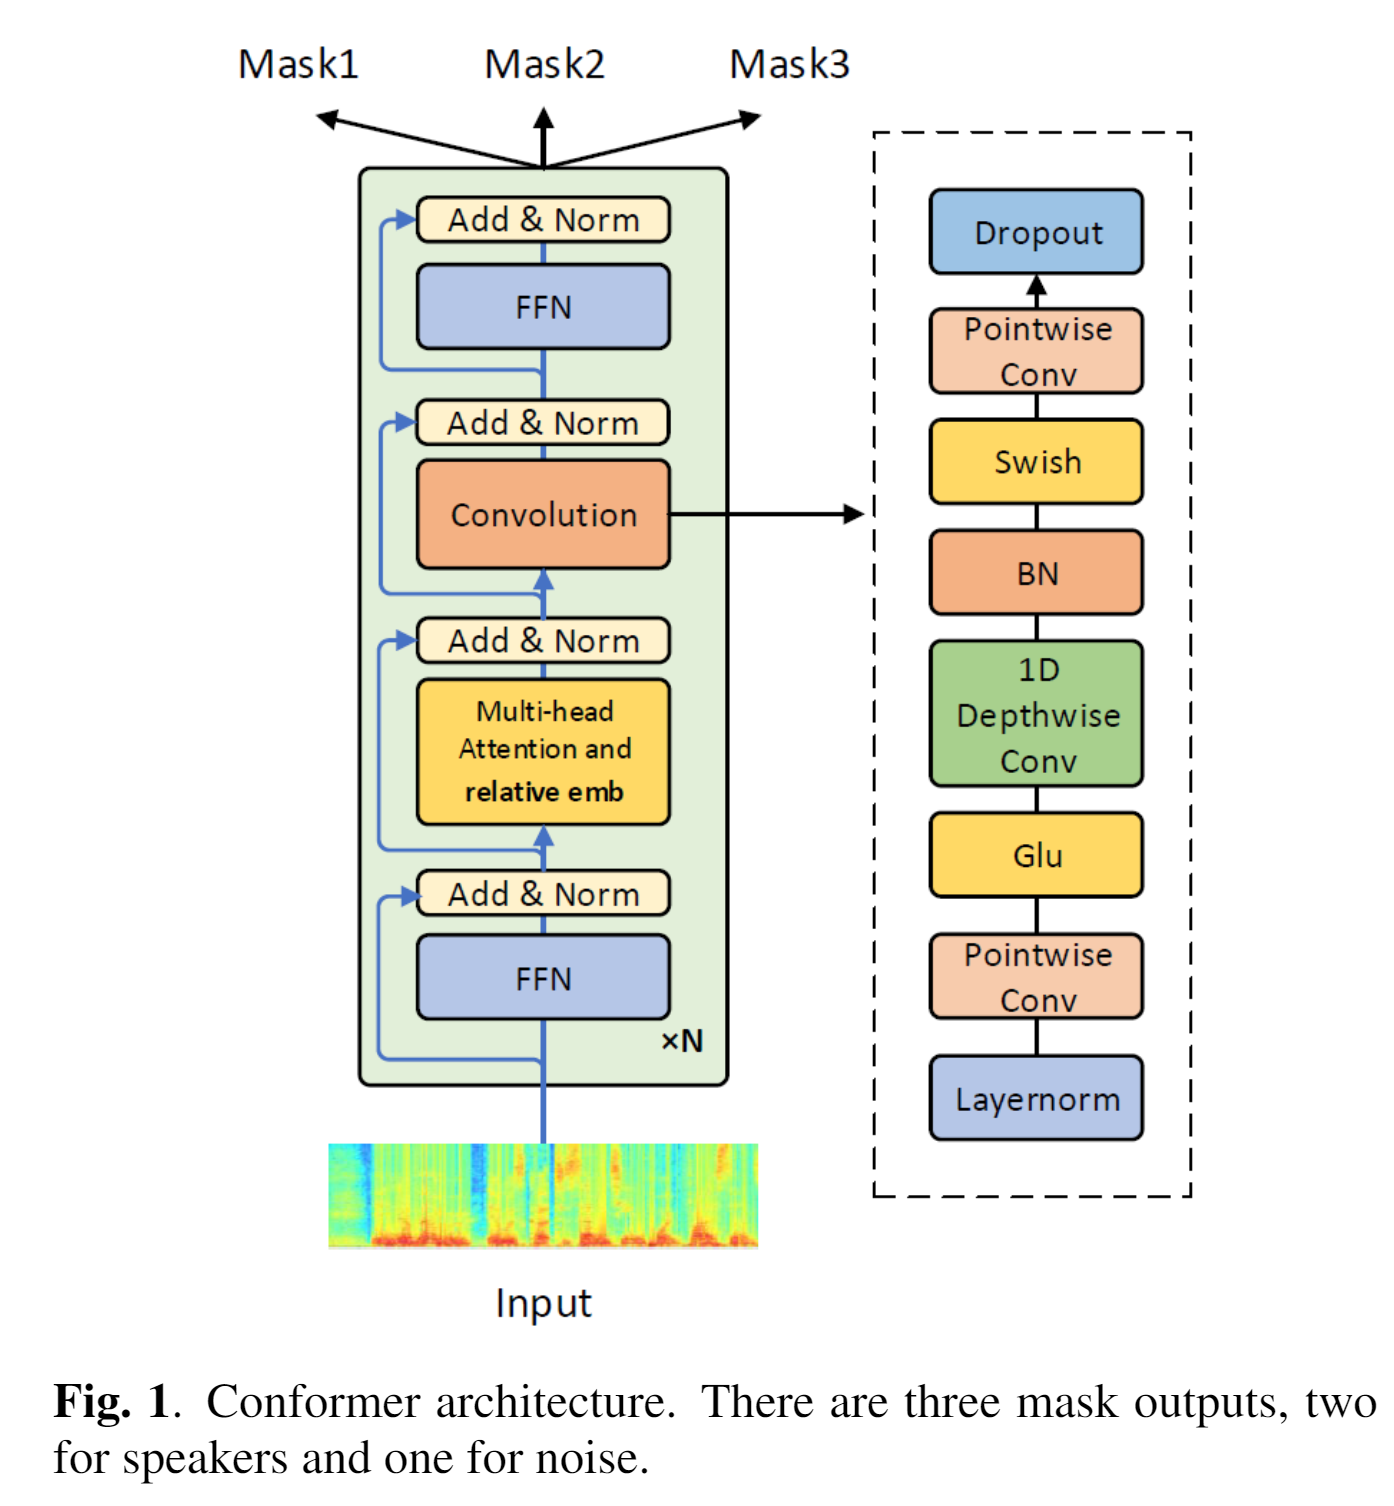 Mask1 Mask2 Mask3
Add & Norm
FFN
Add & Norm
Convolution
Add & Norm
Multi-head
Attention and
relative emb
Add & Norm
FFN
×N
Input
Dropout
Pointwise
Conv
Swish
BN
1D
Depthwise
Conv
Glu
Pointwise
Conv
Layernorm
Fig. 1. Conformer architecture. There are three mask outputs, two
for speakers and one for noise.